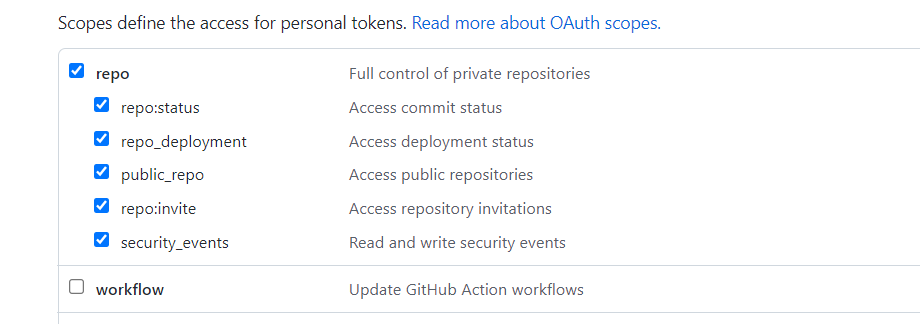 Scopes define the access for personal tokens. Read more about OAuth scopes.
repo Full control of private repositories
repo:status Access commit status
repo_deployment Access deployment status
public_repo Access public repositories
repo:invite Access repository invitations
security_events Read and write security events
workflow Update GitHub Action workflows